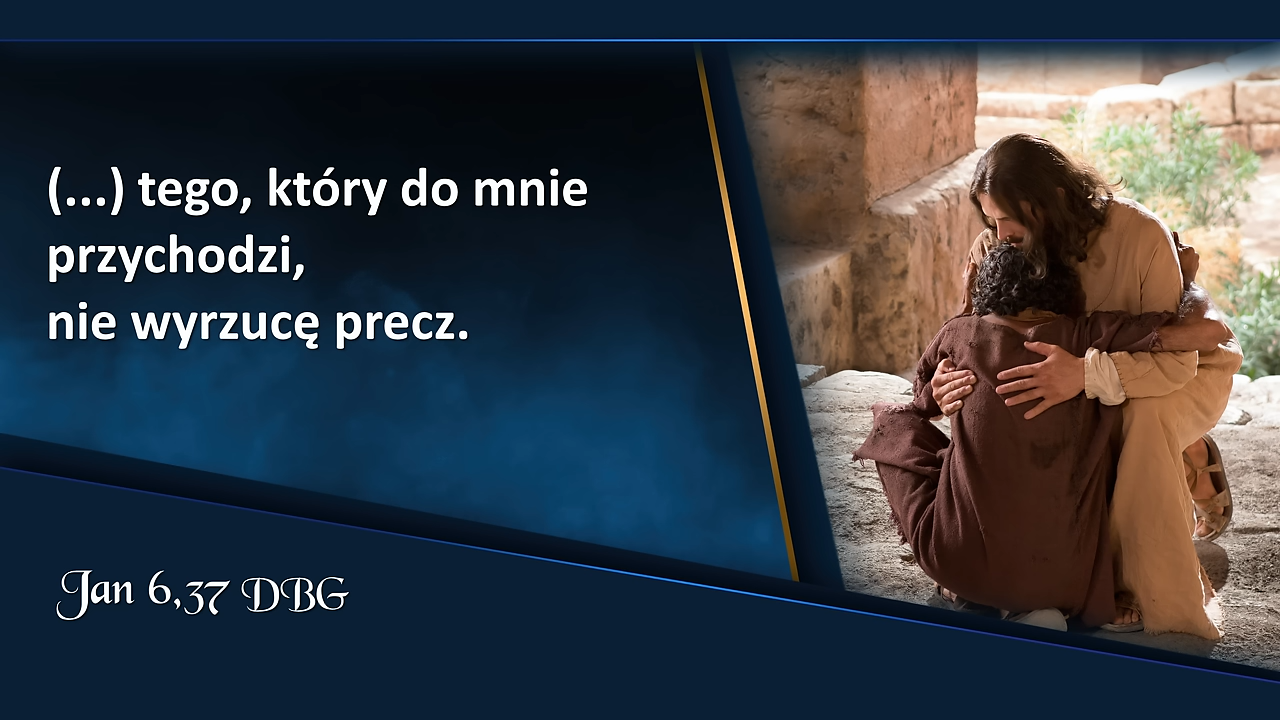 (...) tego, który do mnie
przychodzi,
nie wyrzucę precz.
Jan 6,37 DBG